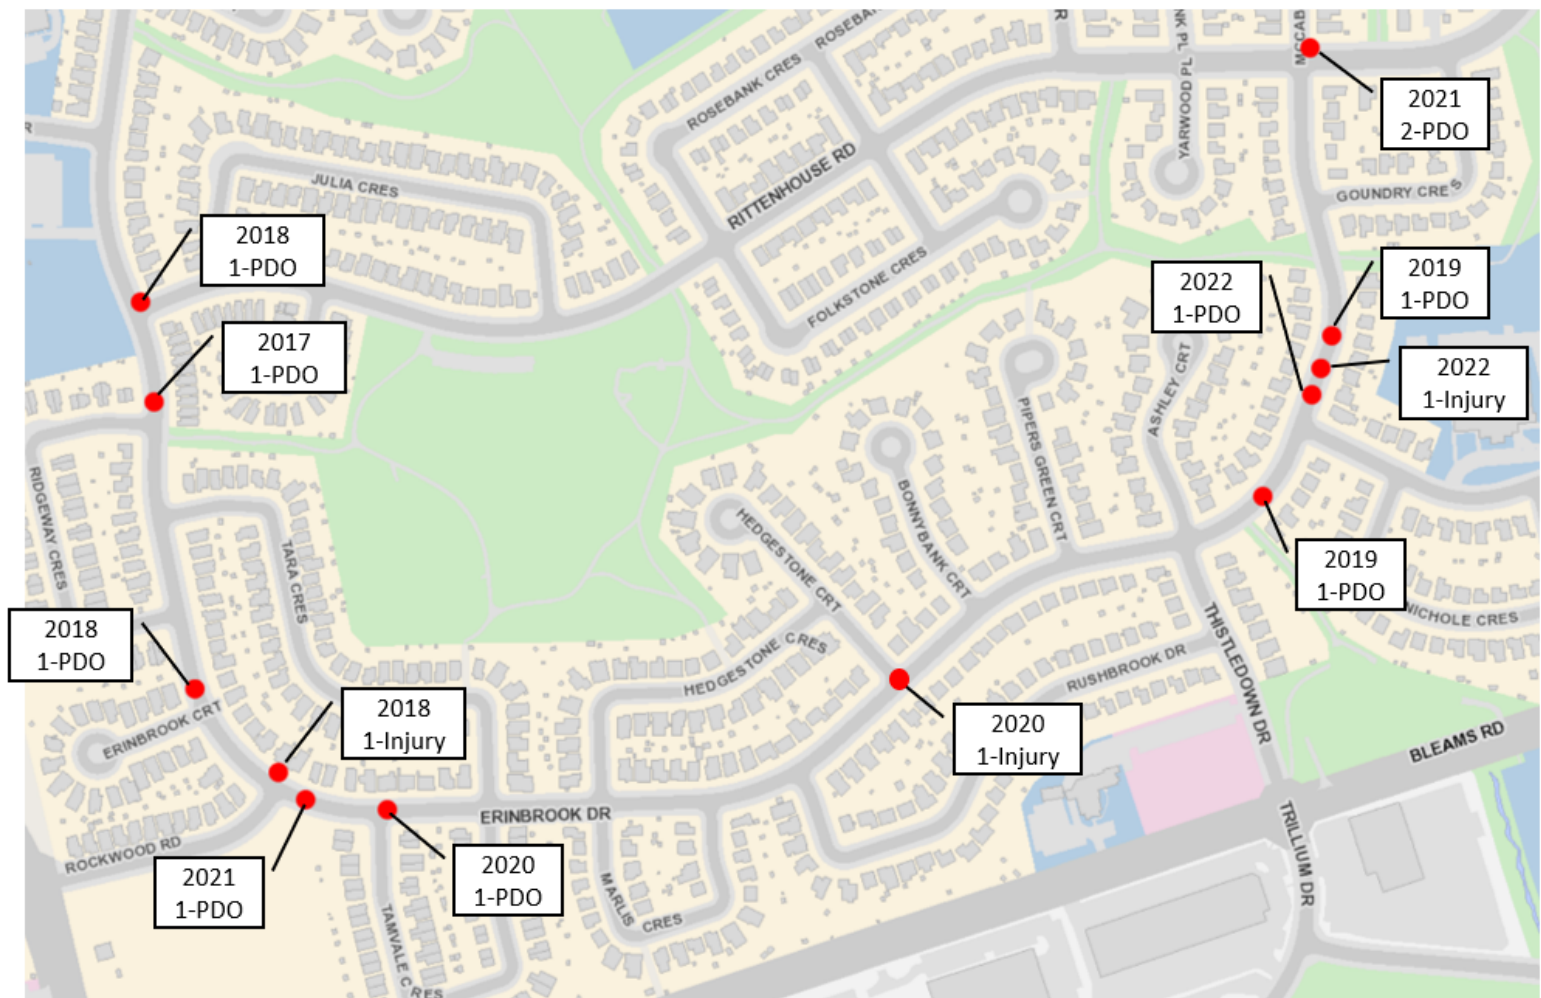 ROSEBANK CRES
ROSEBA
R
NK PL
MCCAB
YARWOOD PL
2021
2-PDO
R
JULIA CRES
RITTENHOUSE RD
GOUNDRY CRES
2018
1-PDO
FOLKSTONE CRES
2022
1-PDO
2019
1-PDO
2017
1-PDO
2022
1-Injury
ASHLEY CRT
PIPERS GREEN CRT
RIDGEWAY CRES
BONNYBANK CRT
HEDGESTONE CRT
TARA CRES
2019
1-PDO
NICHOLE CRES
2018
1-PDO
HEDGESTONE CRES
RUSHBROOK DR
THISTLEDOWN DR
ERINBROOK CRT
2018
1-Injury
2020
1-Injury
BLEAMS RD
ERINBROOK DR
TRILLIUM DR
ROCKWOOD RD
2021
1-PDO
2020
1-PDO
MARLIS CRES
TAMVALE CRES